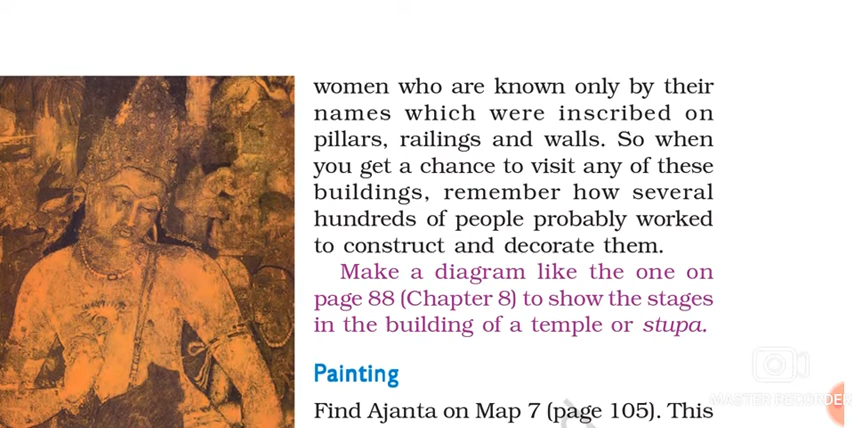 women who are known only by their
names which were inscribed on
pillars, railings and walls. So when
you get a chance to visit any of these
buildings, remember how several
hundreds of people probably worked
to construct and decorate them.
Make a diagram like the one on
page 88 (Chapter 8) to show the stages
in the building of a temple or stupa.
Painting
Find Ajanta on Map 7 (page 105). This
MASTER RECORDER